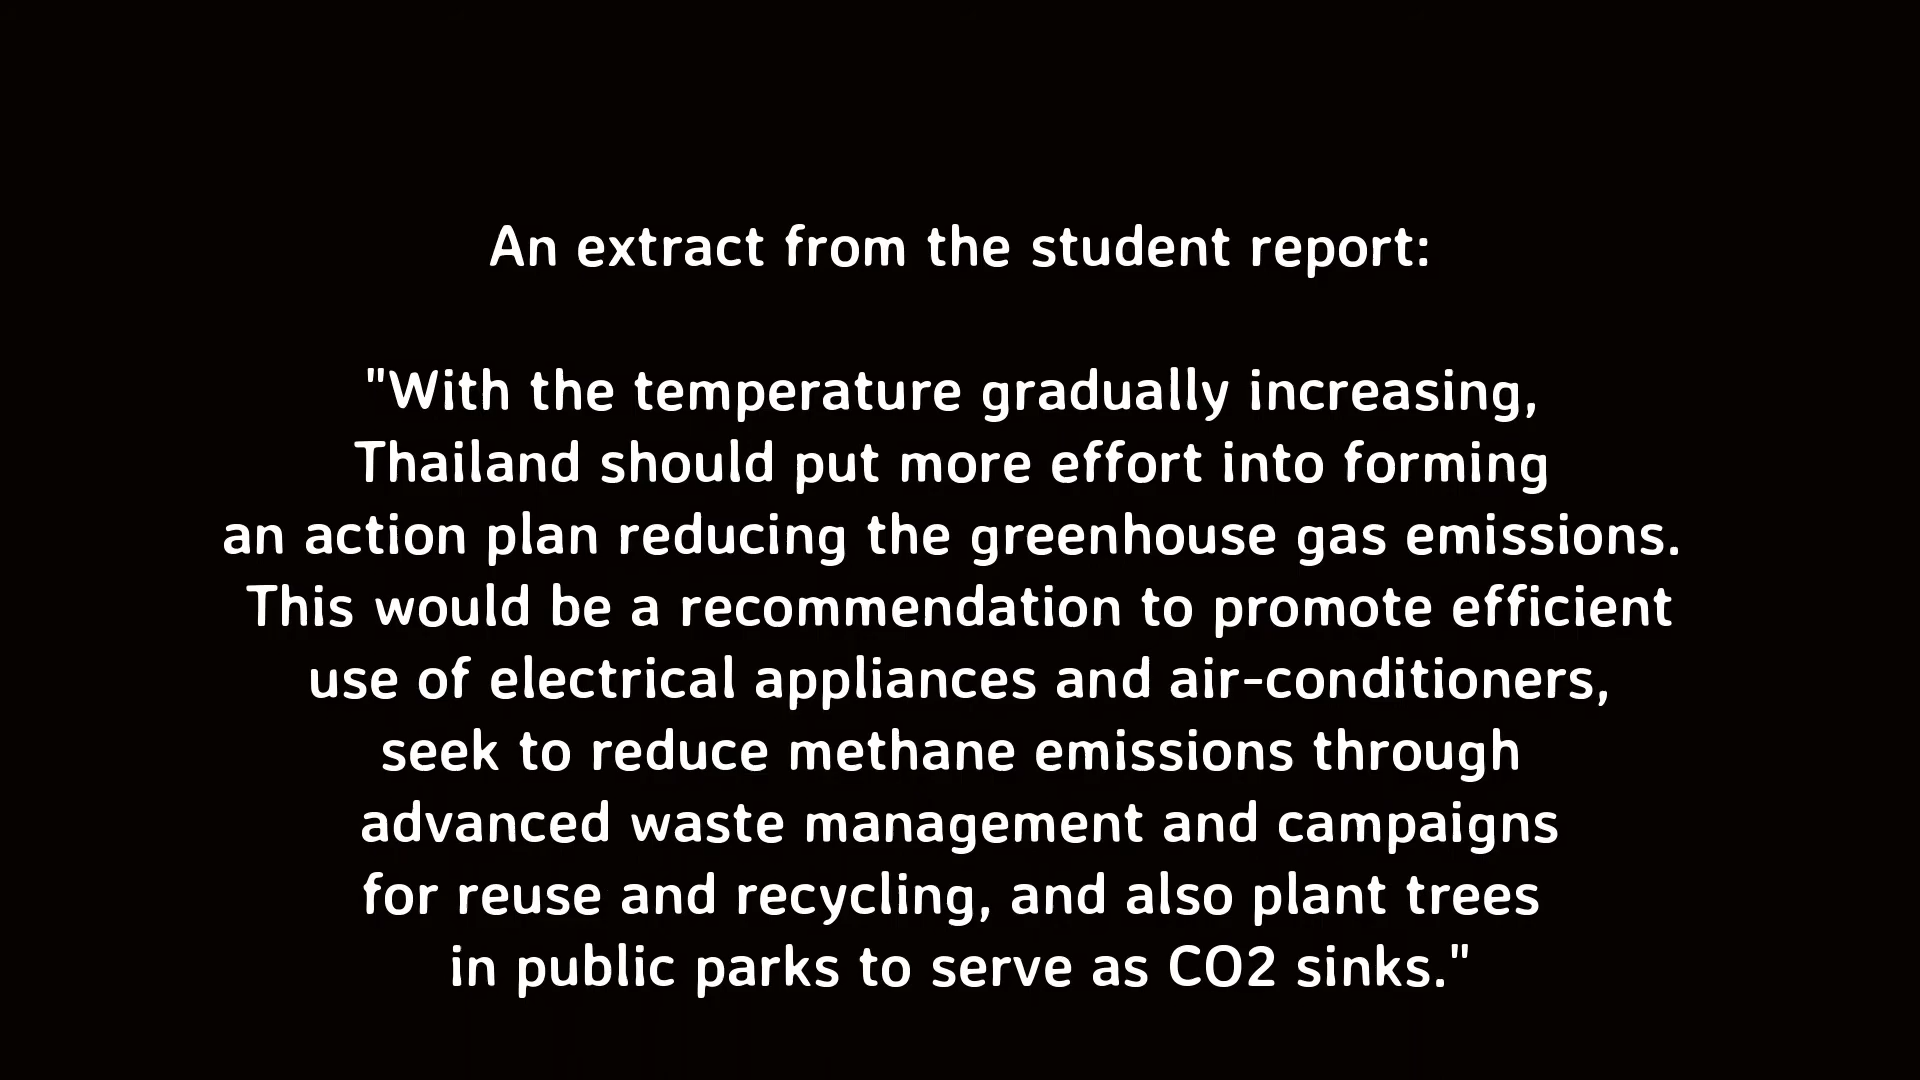 An extract from the student report:
"With the temperature gradually increasing,
Thailand should put more effort into forming
an action plan reducing the greenhouse gas emissions.
This would be a recommendation to promote efficient
use of electrical appliances and air-conditioners,
seek to reduce methane emissions through
advanced waste management and campaigns
for reuse and recycling, and also plant trees
in public parks to serve as CO2 sinks."